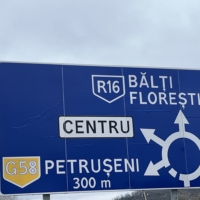 R16 BĂLȚI
FLOREȘTI
CENTRU
G58 PETRUȘENI
300 m